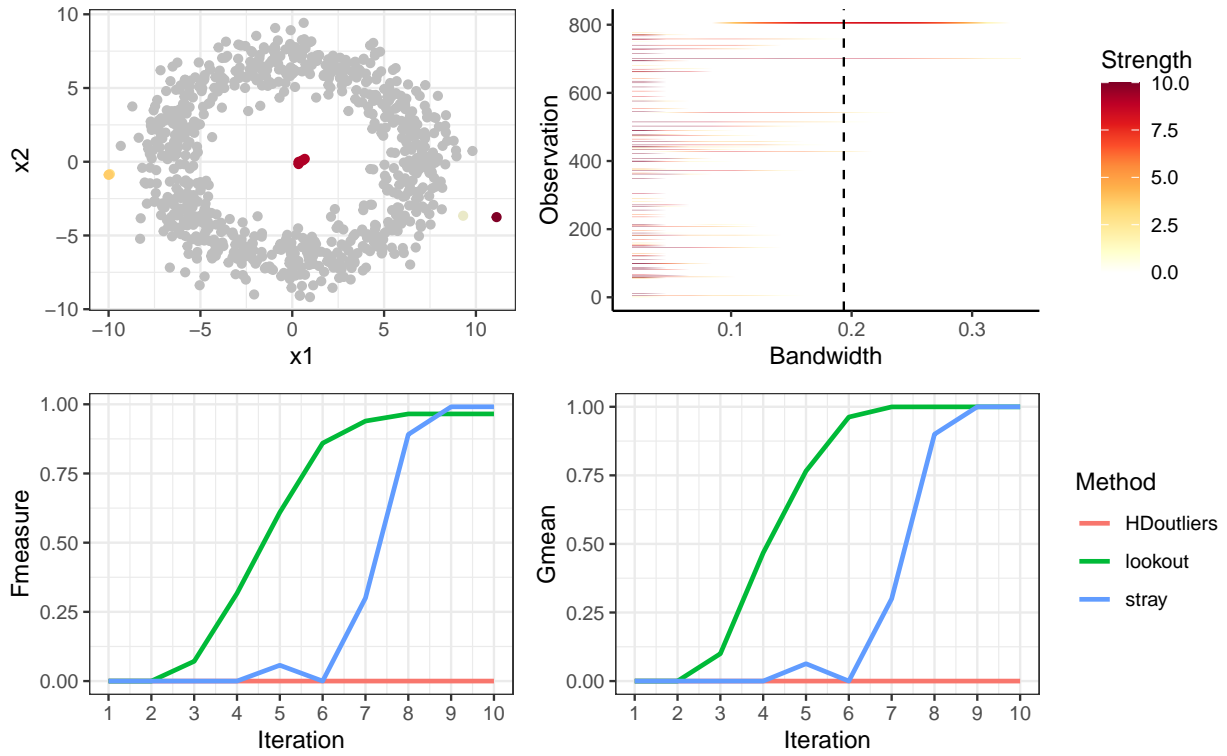 10
5
0
−5
−10
x2
−10
−5
0
5
10
x1
800
600
400
200
0
Observation
0.1
0.2
0.3
Bandwidth
Strength
10.0
7.5
5.0
2.5
0.0
1.00
0.75
0.50
0.25
0.00
Fmeasure
1 2 3 4 5 6 7 8 9 10
Iteration
1.00
0.75
0.50
0.25
0.00
Gmean
1 2 3 4 5 6 7 8 9 10
Iteration
Method
HDoutliers
lookout
stray